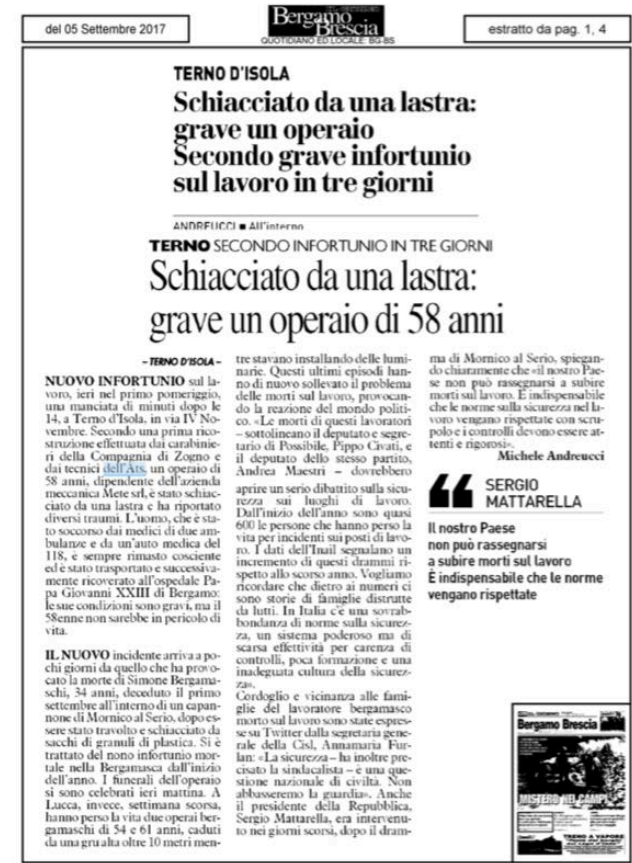 del 05 Settembre 2017
Bergamo
Brescia
QUOTIDIANO ED.LOCALE: BG-BS
estratto da pag. 1, 4
TERNO D'ISOLA
Schiacciato da una lastra:
grave un operaio
Secondo grave infortunio
sul lavoro in tre giorni
ANDREUCCI ■ All'interno
TERNO SECONDO INFORTUNIO IN TRE GIORNI
Schiacciato da una lastra:
grave un operaio di 58 anni
– TERNO D'ISOLA –
NUOVO INFORTUNIO sul la-
voro, ieri nel primo pomeriggio,
una manciata di minuti dopo le
14, a Terno d'Isola, in via IV No-
vembre. Secondo una prima rico-
struzione effettuata dai carabinie-
ri della Compagnia di Zogno e
dai tecnici dell'Ats, un operaio di
58 anni, dipendente dell'azienda
meccanica Mete srl, è stato schiac-
ciato da una lastra e ha riportato
diversi traumi. L'uomo, che è sta-
to soccorso dai medici di due am-
bulanze e da un'auto medica del
118, è sempre rimasto cosciente
ed è stato trasportato e successiva-
mente ricoverato all'ospedale Pa-
pa Giovanni XXIII di Bergamo:
le sue condizioni sono gravi, ma il
58enne non sarebbe in pericolo di
vita.
IL NUOVO incidente arriva a po-
chi giorni da quello che ha provo-
cato la morte di Simone Bergama-
schi, 34 anni, deceduto il primo
settembre all'interno di un capan-
none di Mornico al Serio, dopo es-
sere stato travolto e schiacciato da
sacchi di granuli di plastica. Si è
trattato del nono infortunio mor-
tale nella Bergamasca dall'inizio
dell'anno. I funerali dell'operaio
si sono celebrati ieri mattina. A
Lucca, invece, settimana scorsa,
hanno perso la vita due operai ber-
gamaschi di 54 e 61 anni, caduti
da una gru alta oltre 10 metri men-
tre stavano installando delle lumi-
narie. Questi ultimi episodi han-
no di nuovo sollevato il problema
delle morti sul lavoro, provocan-
do la reazione del mondo politi-
co. «Le morti di questi lavoratori
– sottolineano il deputato e segre-
tario di Possibile, Pippo Civati, e
il deputato dello stesso partito,
Andrea Maestri – dovrebbero
aprire un serio dibattito sulla sicu-
rezza sui luoghi di lavoro.
Dall'inizio dell'anno sono quasi
600 le persone che hanno perso la
vita per incidenti sui posti di lavo-
ro. I dati dell'Inail segnalano un
incremento di questi drammi ri-
spetto allo scorso anno. Vogliamo
ricordare che dietro ai numeri ci
sono storie di famiglie distrutte
da lutti. In Italia c'è una sovrab-
bondanza di norme sulla sicurez-
za, un sistema poderoso ma di
scarsa effettività per carenza di
controlli, poca formazione e una
inadeguata cultura della sicurez-
za».
Cordoglio e vicinanza alle fami-
glie del lavoratore bergamasco
morto sul lavoro sono state espres-
se su Twitter dalla segretaria gene-
rale della Cisl, Annamaria Fur-
lan: «La sicurezza – ha inoltre pre-
cisato la sindacalista – è una que-
stione nazionale di civiltà. Non
abbasseremo la guardia». Anche
il presidente della Repubblica,
Sergio Mattarella, era intervenu-
to nei giorni scorsi, dopo il dram-
ma di Mornico al Serio, spiegan-
do chiaramente che «il nostro Pae-
se non può rassegnarsi a subire
morti sul lavoro. È indispensabile
che le norme sulla sicurezza nel la-
voro vengano rispettate con scru-
polo e i controlli devono essere at-
tenti e rigorosi».
Michele Andreucci
SERGIO
MATTARELLA
Il nostro Paese
non può rassegnarsi
a subire morti sul lavoro
È indispensabile che le norme
vengano rispettate
Bergamo Brescia
MISTERO NEI CAMPI
TRENO A VAPORE